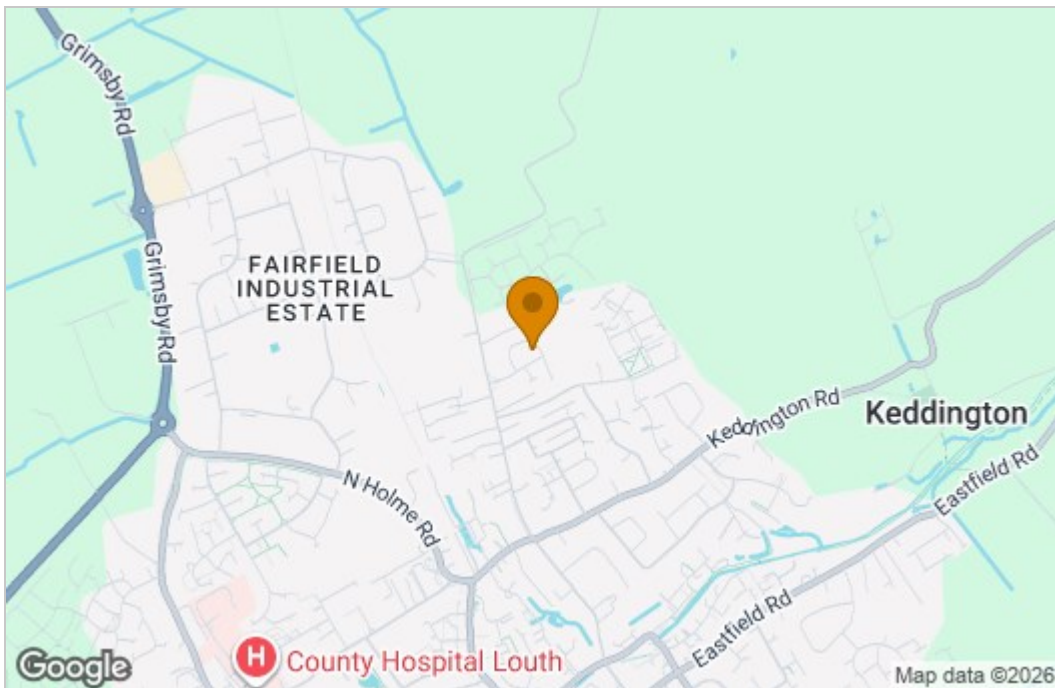 Grimsby Rd
Grimsby Rd
FAIRFIELD
INDUSTRIAL
ESTATE
Keddington Rd
Keddington
N Holme Rd
Eastfield Rd
Eastfield Rd
H
County Hospital Louth
Google
Map data ©2026